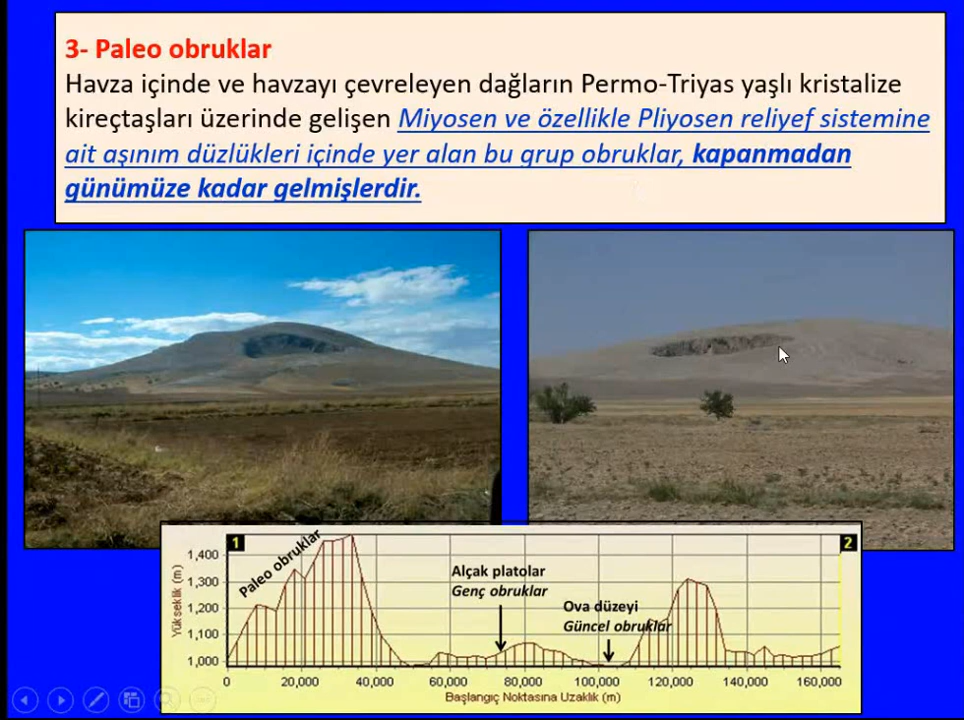 3- Paleo obruklar
Havza içinde ve havzayı çevreleyen dağların Permo-Triyas yaşlı kristalize
kireçtaşları üzerinde gelişen Miyosen ve özellikle Pliyosen reliyef sistemine
ait aşınım düzlükleri içinde yer alan bu grup obruklar, kapanmadan
günümüze kadar gelmişlerdir.
1
2
Paleo obruklar
Alçak platolar
Genç obruklar
Ova düzeyi
Güncel obruklar
Yükseklik (m)
1,400
1,300
1,200
1,100
1,000
0 20,000 40,000 60,000 80,000 100,000 120,000 140,000 160,000
Başlangıç Noktasına Uzaklık (m)